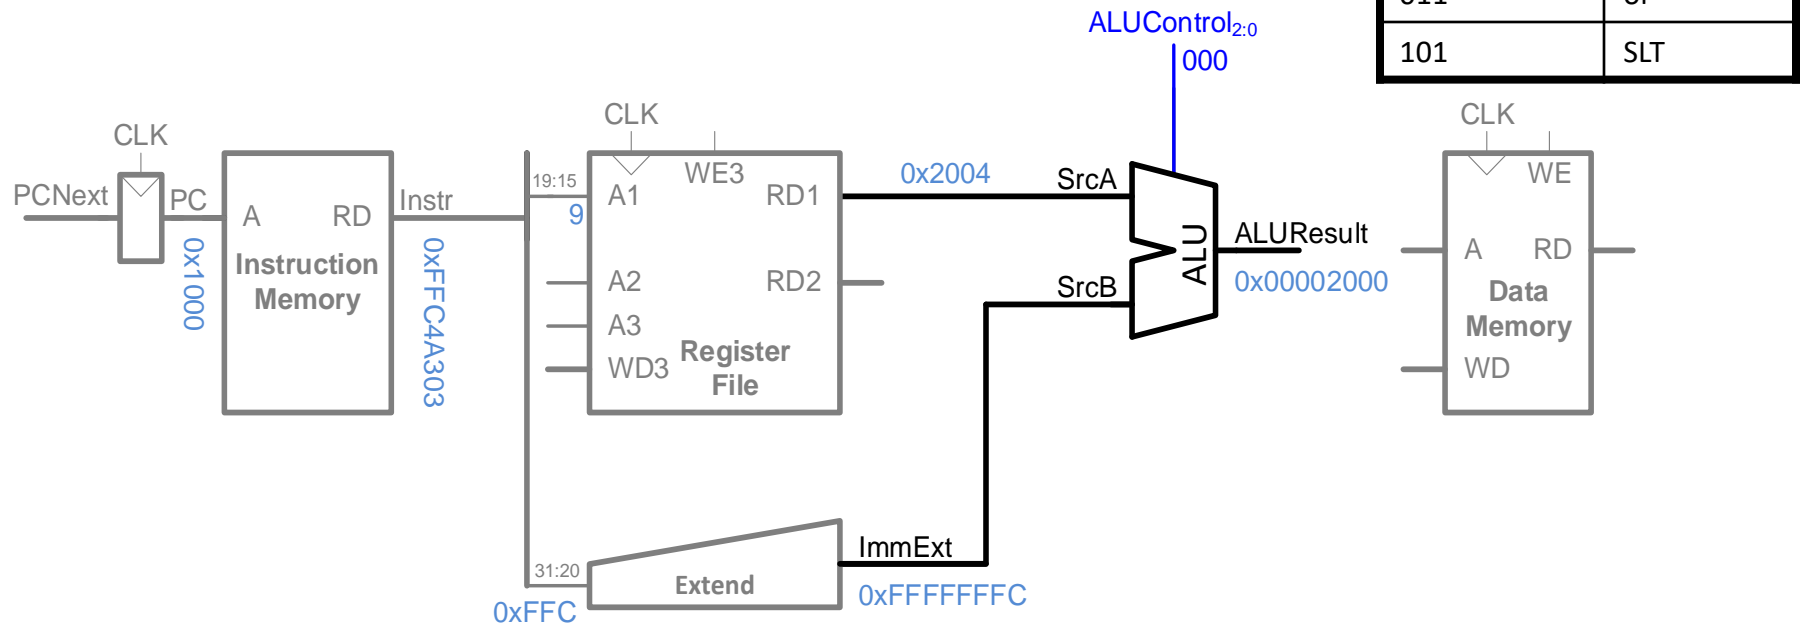 ALUControl2:0
000
101 SLT
CLK
PCNext
PC
0x1000
A
RD
Instruction
Memory
Instr
0xFFC4A303
19:15
9
CLK
WE3
A1
RD1
A2
RD2
A3
WD3
Register
File
0x2004
SrcA
SrcB
ALU
ALUResult
0x00002000
CLK
WE
A
RD
Data
Memory
WD
31:20
0xFFC
Extend
ImmExt
0xFFFFFFFC